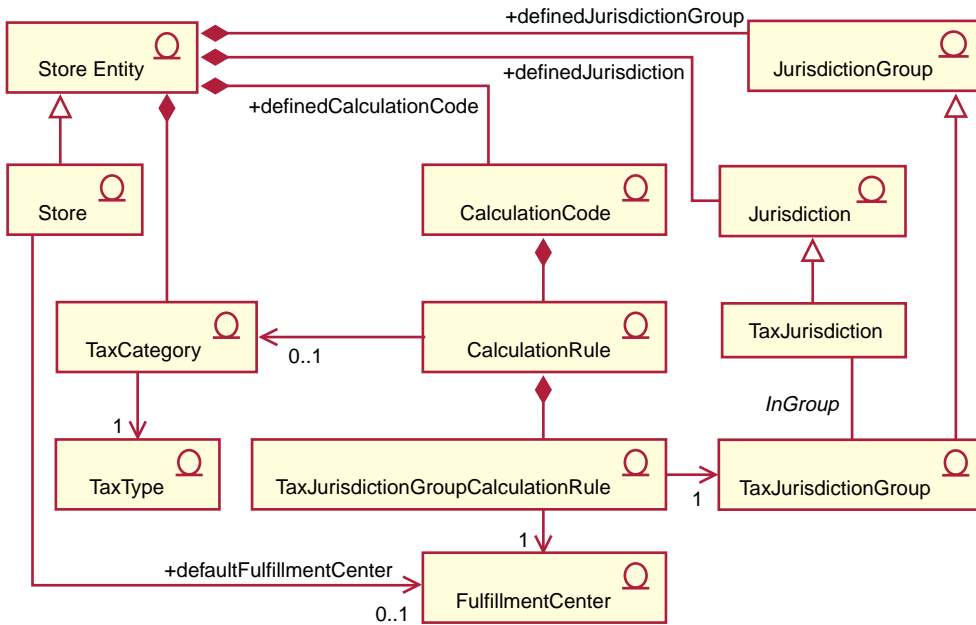 +definedJurisdictionGroup
Store Entity
JurisdictionGroup
+definedJurisdiction
+definedCalculationCode
Store
CalculationCode
Jurisdiction
TaxCategory
0..1
CalculationRule
TaxJurisdiction
InGroup
1
TaxType
TaxJurisdictionGroupCalculationRule
1
TaxJurisdictionGroup
1
+defaultFulfillmentCenter
0..1
FulfillmentCenter